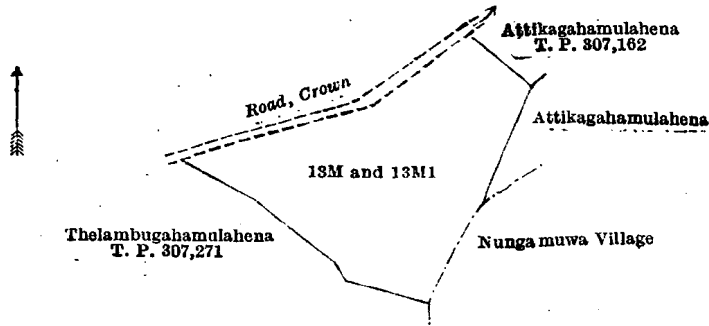 Attikagahamulahena
T. P. 307,162
Road, Crown
Attikagahamulahena
13M and 13M1
Thelambugahamulahena
T. P. 307,271
Nungamuwa Village